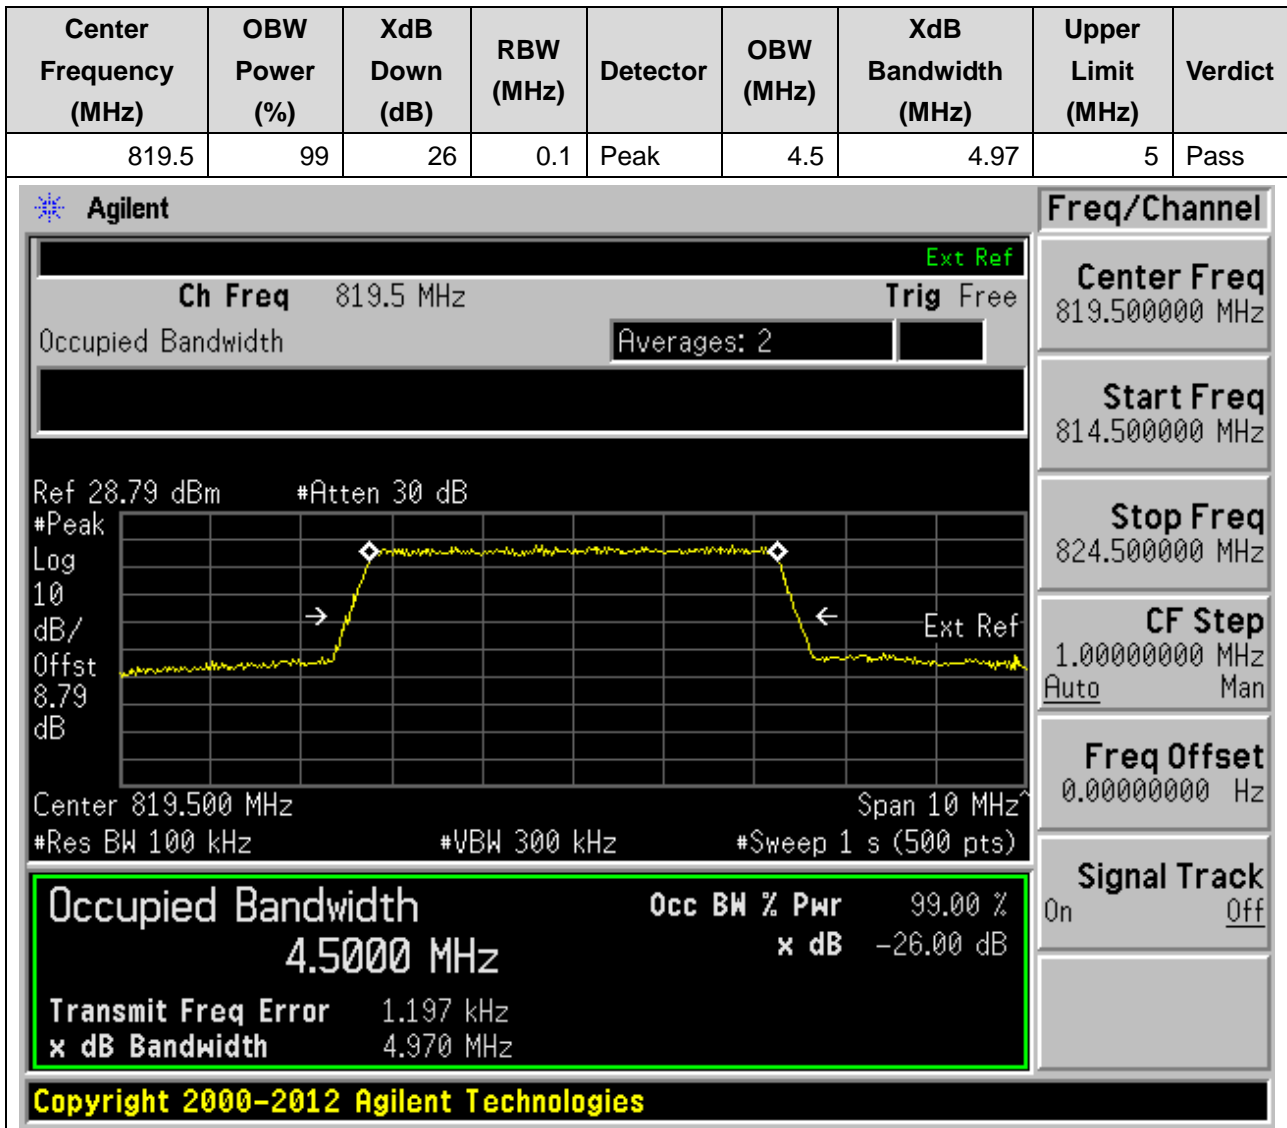 Center Frequency (MHz) OBW Power (%) XdB Down (dB) RBW (MHz) Detector OBW (MHz) XdB Bandwidth (MHz) Upper Limit (MHz) Verdict
819.5 99 26 0.1 Peak 4.5 4.97 5 Pass
Agilent
Ext Ref
Ch Freq 819.5 MHz Trig Free
Occupied Bandwidth Averages: 2
Ref 28.79 dBm #Atten 30 dB
#Peak
Log
10
dB/
Offst
8.79
dB
Ext Ref
Center 819.500 MHz Span 10 MHz^
#Res BW 100 kHz #VBW 300 kHz #Sweep 1 s (500 pts)
Occupied Bandwidth
4.5000 MHz
Occ BW % Pwr 99.00 %
x dB -26.00 dB
Transmit Freq Error 1.197 kHz
x dB Bandwidth 4.970 MHz
Copyright 2000-2012 Agilent Technologies
Freq/Channel
Center Freq
819.500000 MHz
Start Freq
814.500000 MHz
Stop Freq
824.500000 MHz
CF Step
1.00000000 MHz
Auto Man
Freq Offset
0.00000000 Hz
Signal Track
On Off